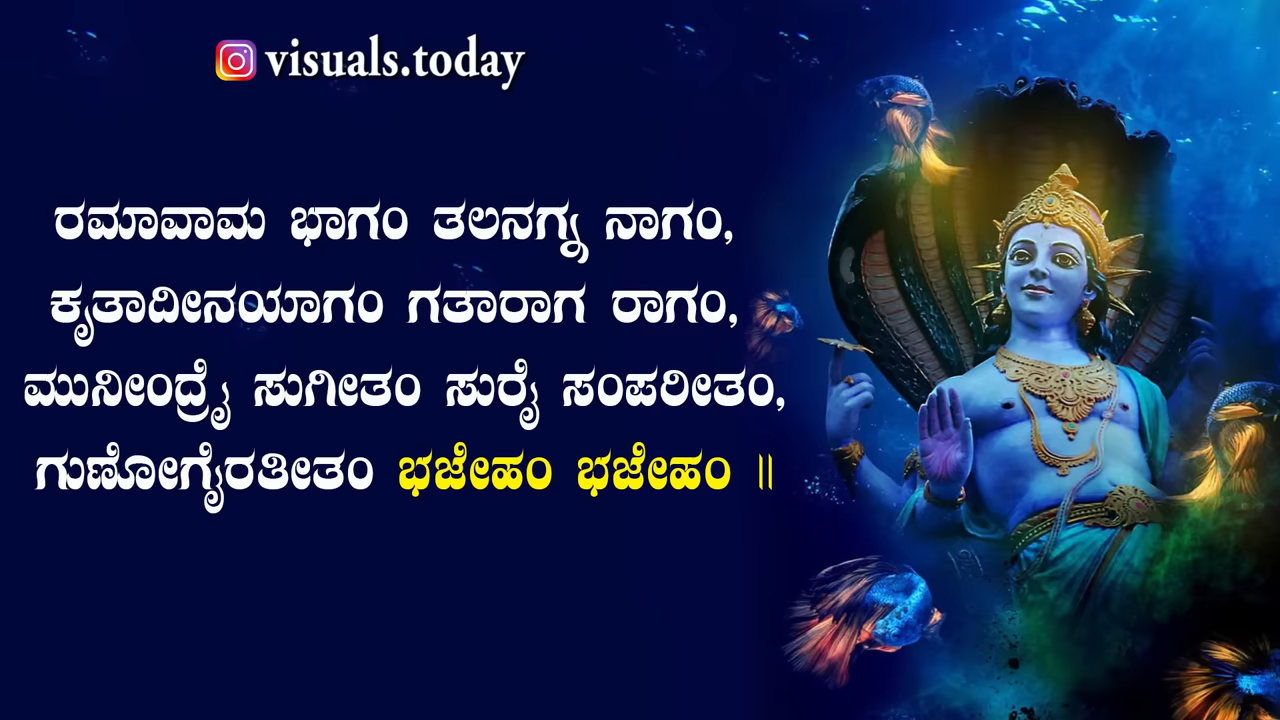 visuals.today
ರಮಾವಾಮ ಭಾಗಂ ತಲನಗ್ನ ನಾಗಂ,
ಕೃತಾದೀನಯಾಗಂ ಗತಾರಾಗ ರಾಗಂ,
ಮುನೀಂದ್ರೈ ಸುಗೀತಂ ಸುರೈ ಸಂಪರೀತಂ,
ಗುಣೋಗೈರತೀತಂ ಭಜೇಹಂ ಭಜೇಹಂ ॥